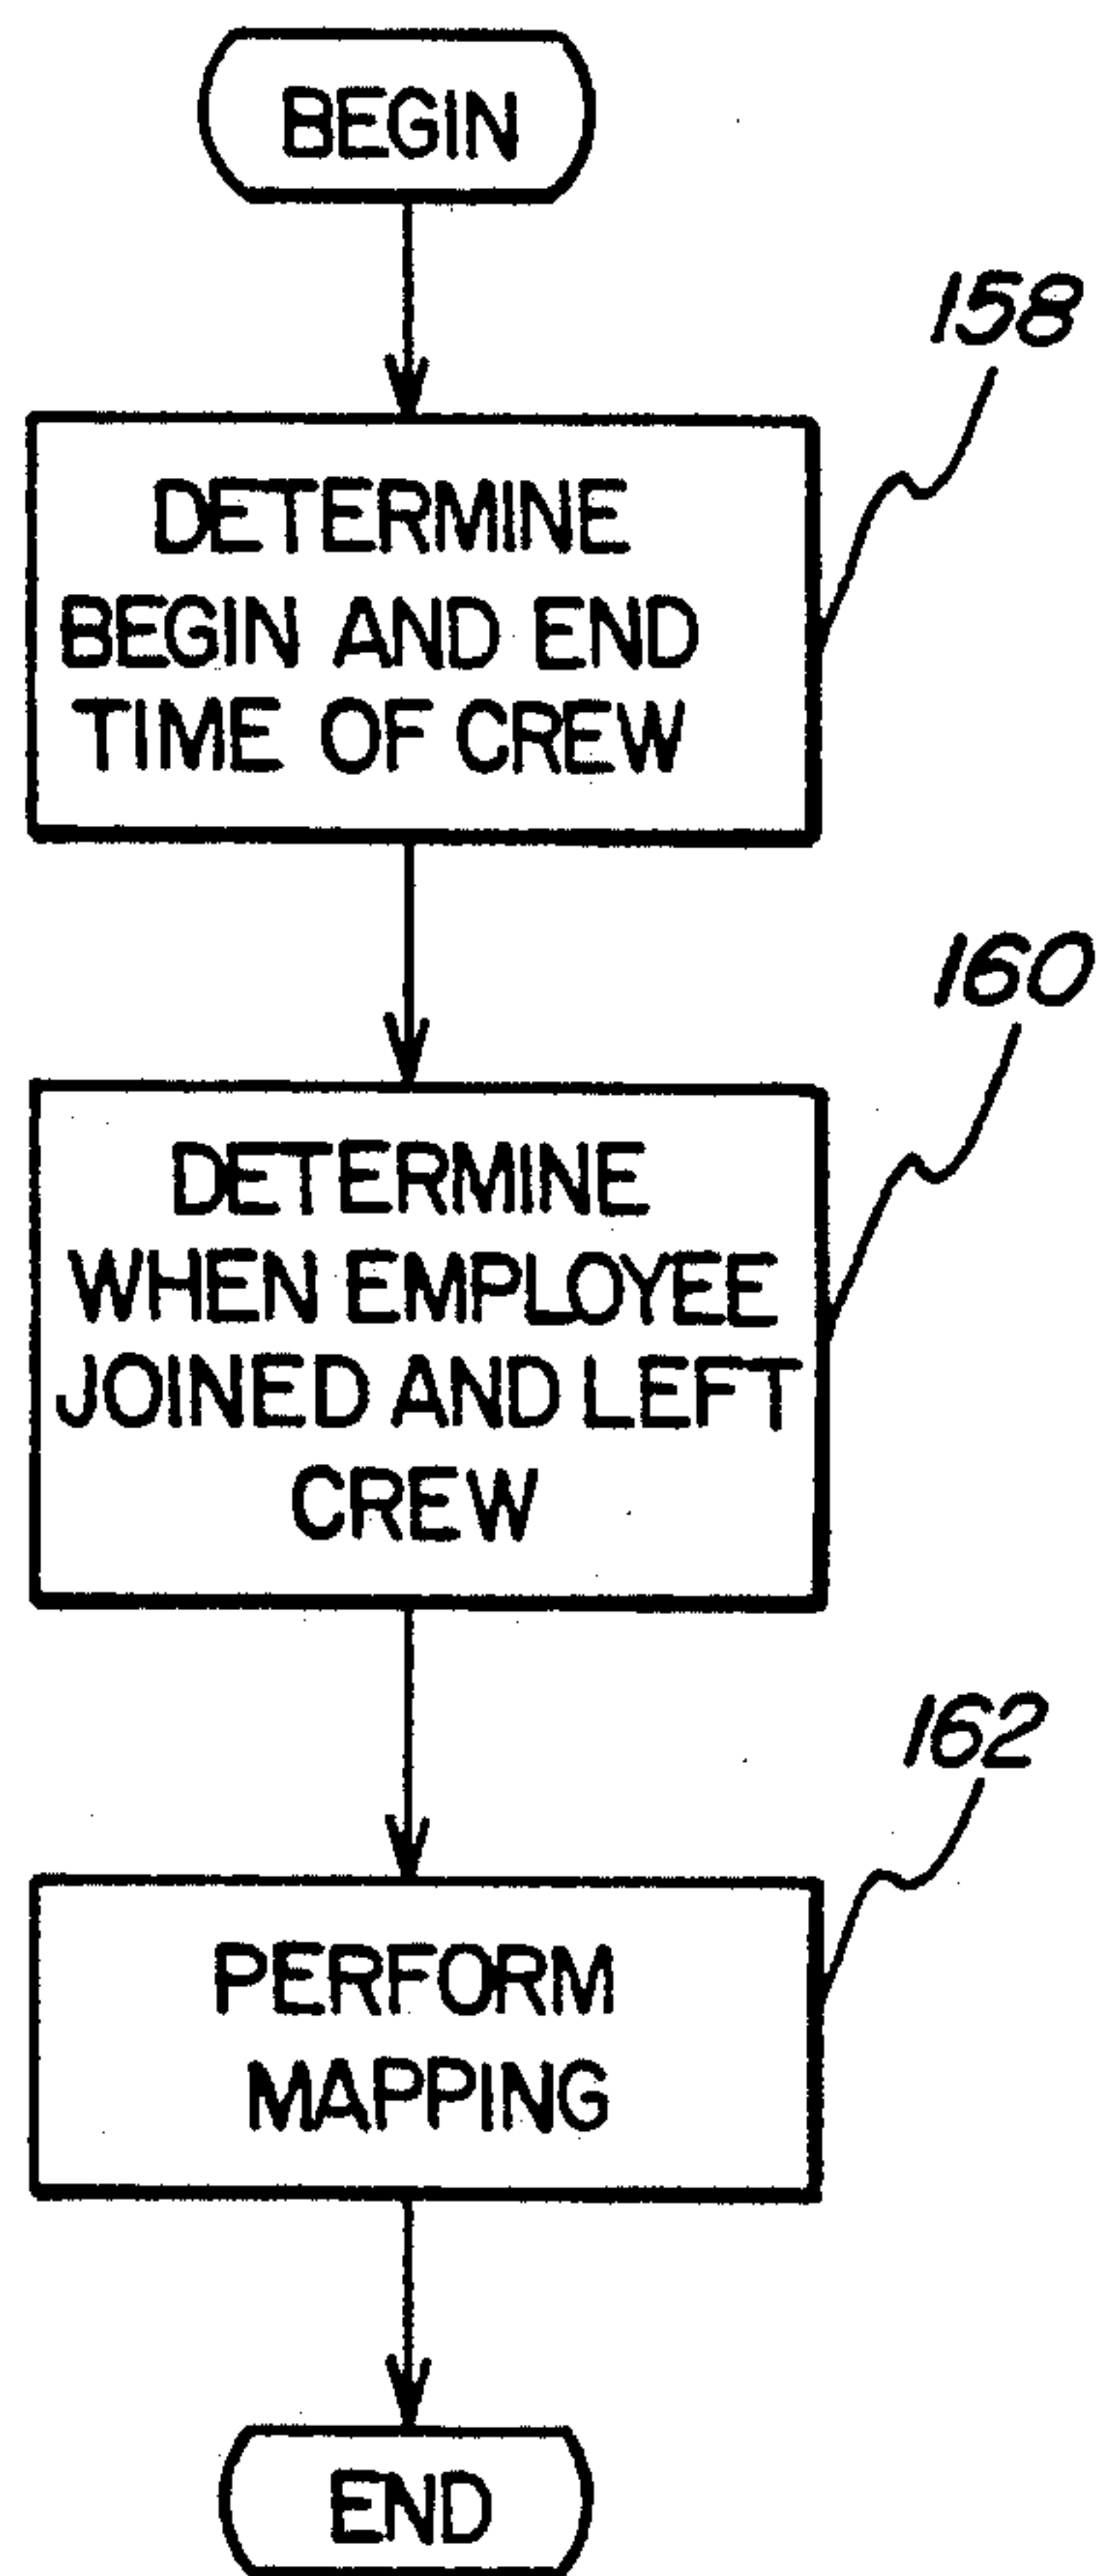 BEGIN
158
DETERMINE
BEGIN AND END
TIME OF CREW
160
DETERMINE
WHEN EMPLOYEE
JOINED AND LEFT
CREW
162
PERFORM
MAPPING
END